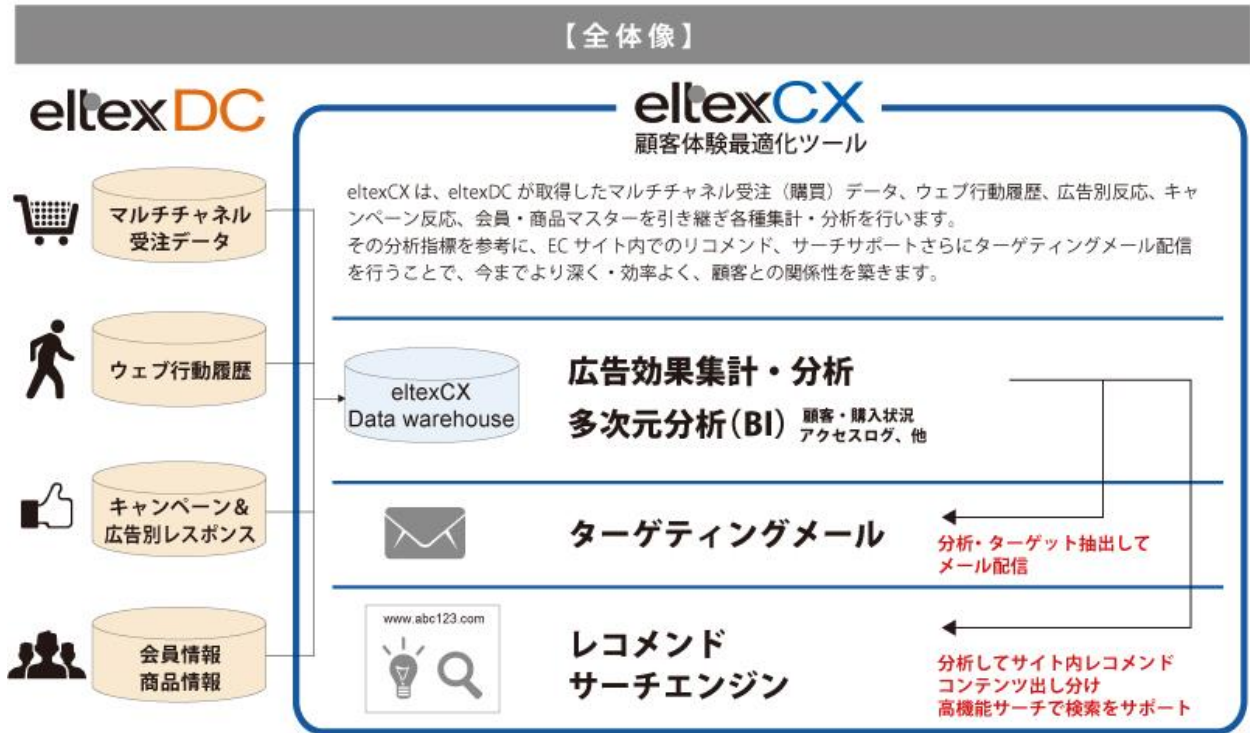 【全体像】
eltexDC
マルチチャネル
受注データ
ウェブ行動履歴
キャンペーン＆
広告別レスポンス
会員情報
商品情報
eltexCX
顧客体験最適化ツール
eltexCX は、eltexDC が取得したマルチチャネル受注（購買）データ、ウェブ行動履歴、広告別反応、キャ
ンペーン反応、会員・商品マスターを引き継ぎ各種集計・分析を行います。
その分析指標を参考に、EC サイト内でのリコメンド、サーチサポートさらにターゲティングメール配信
を行うことで、今までより深く・効率よく、顧客との関係性を築きます。
eltexCX
Data warehouse
広告効果集計・分析
多次元分析（BI）
顧客・購入状況
アクセスログ、他
ターゲティングメール
分析・ターゲット抽出して
メール配信
www.abc123.com
レコメンド
サーチエンジン
分析してサイト内レコメンド
コンテンツ出し分け
高機能サーチで検索をサポート